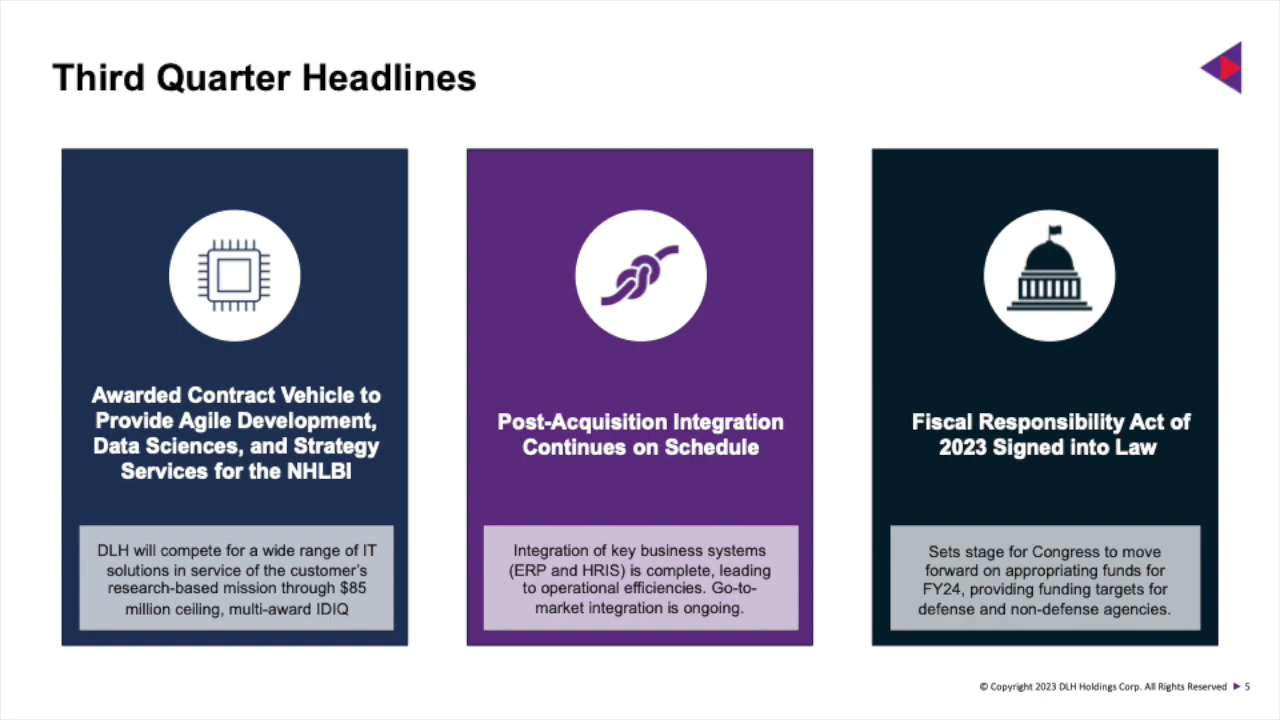 Third Quarter Headlines
Awarded Contract Vehicle to
Provide Agile Development,
Data Sciences, and Strategy
Services for the NHLBI
DLH will compete for a wide range of IT
solutions in service of the customer's
research-based mission through $85
million ceiling, multi-award IDIQ
Post-Acquisition Integration
Continues on Schedule
Integration of key business systems
(ERP and HRIS) is complete, leading
to operational efficiencies. Go-to-
market integration is ongoing.
Fiscal Responsibility Act of
2023 Signed into Law
Sets stage for Congress to move
forward on appropriating funds for
FY24, providing funding targets for
defense and non-defense agencies.
© Copyright 2023 DLH Holdings Corp. All Rights Reserved ▶ 5